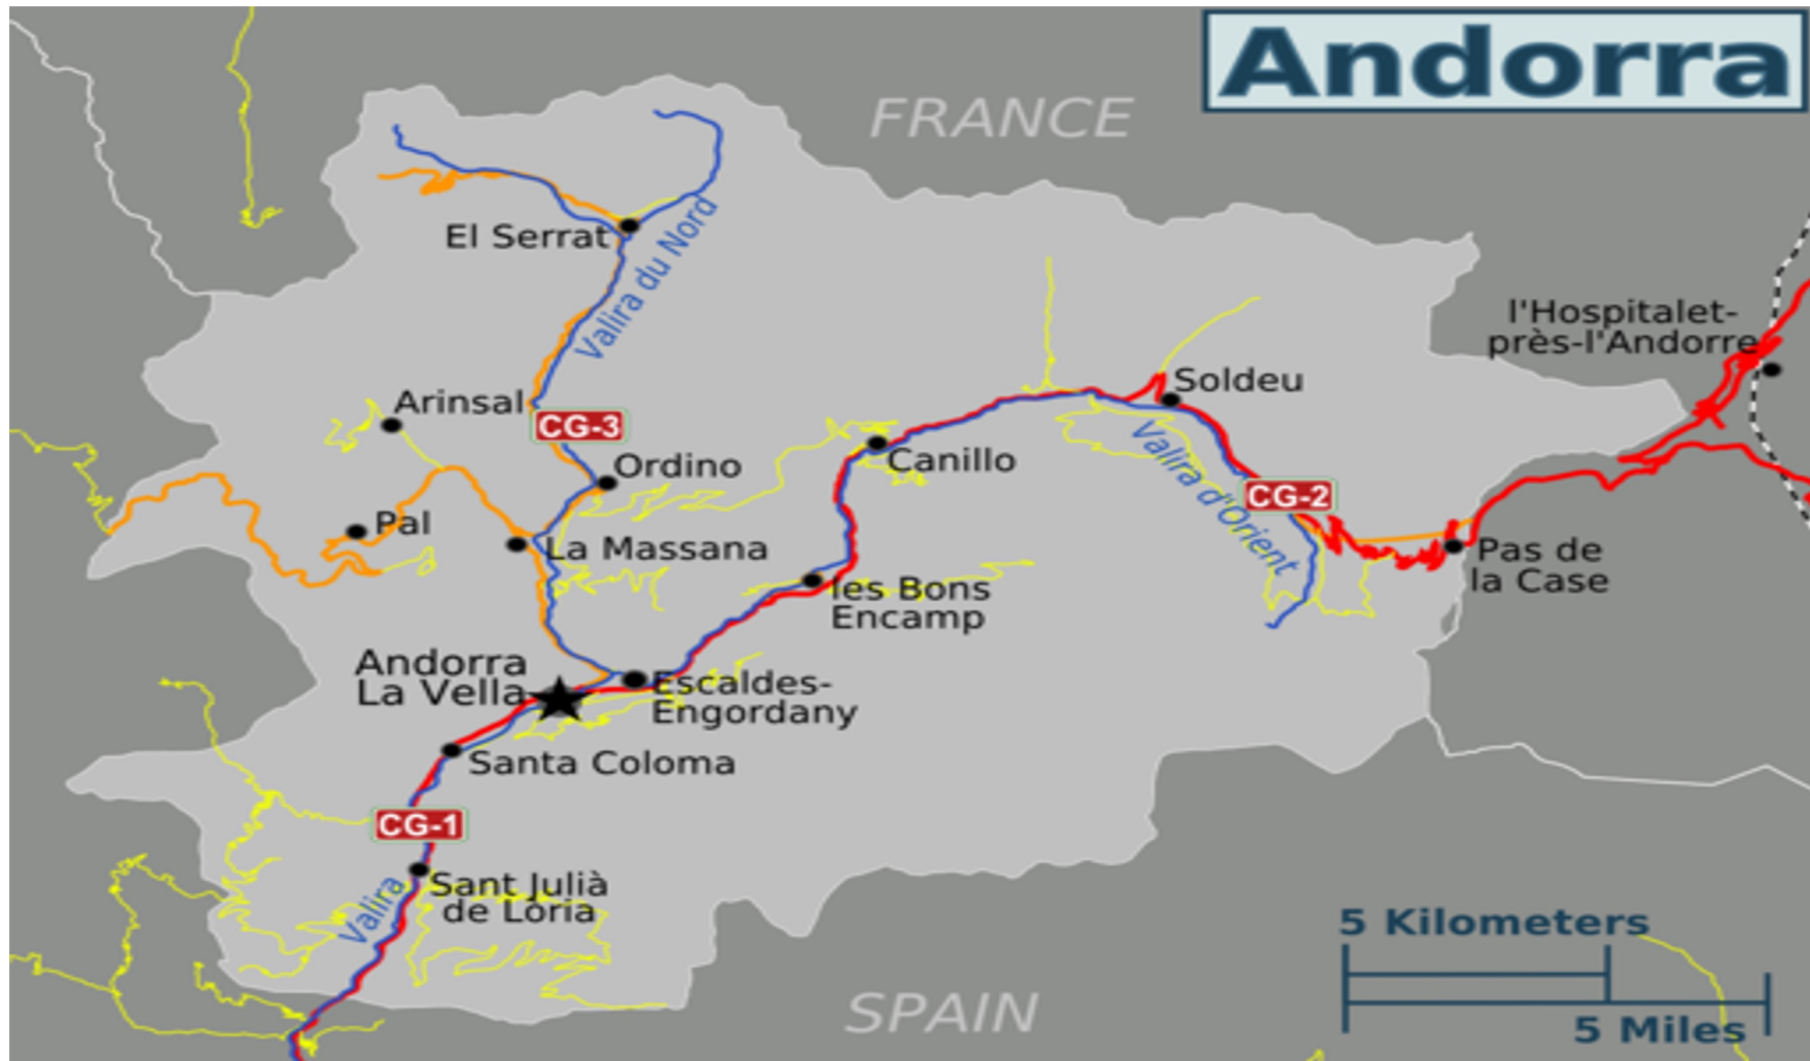 Andorra
FRANCE
El Serrat
Valira du Nord
l'Hospitalet-
près-l'Andorre
Arinsal
CG-3
Soldeu
Ordino
Canillo
Valira d'Orient
CG-2
Pal
La Massana
Pas de
la Case
les Bons
Encamp
Andorra
La Vella
Escaldes-
Engordany
Santa Coloma
CG-1
Sant Julià
de Lòria
Valira
5 Kilometers
5 Miles
SPAIN